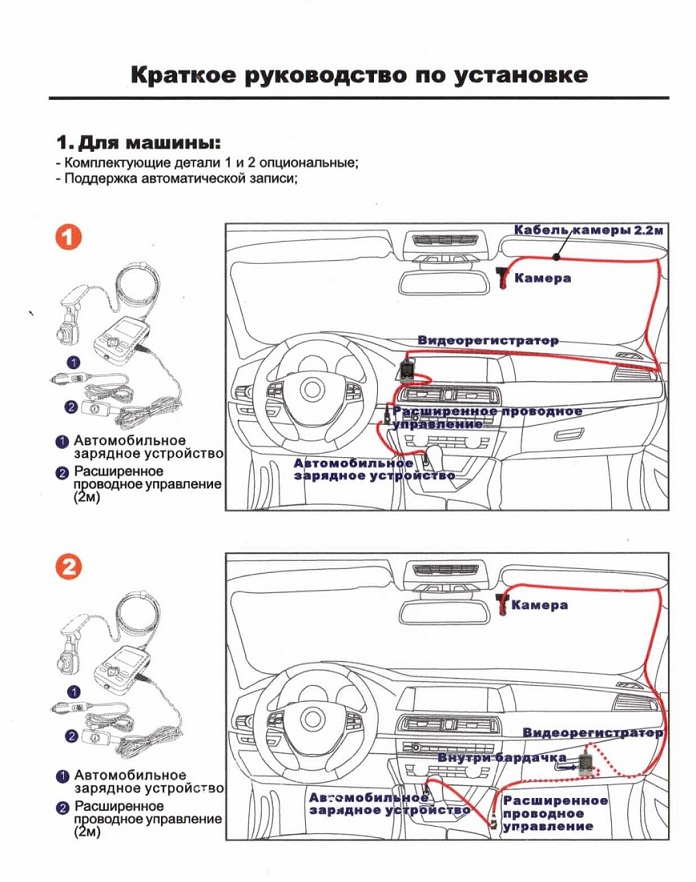 Краткое руководство по установке
1. Для машины:
- Комплектующие детали 1 и 2 опциональные;
- Поддержка автоматической записи;
1
Кабель камеры 2.2м
Камера
Видеорегистратор
1
2
Расширенное проводное
управление
1 Автомобильное
зарядное устройство
2 Расширенное
проводное управление
(2м)
Автомобильное
зарядное устройство
2
Камера
1
2
Видеорегистратор
Внутри бардачка
1 Автомобильное
зарядное устройство
2 Расширенное
проводное управление
(2м)
Автомобильное
зарядное устройство
Расширенное
проводное
управление